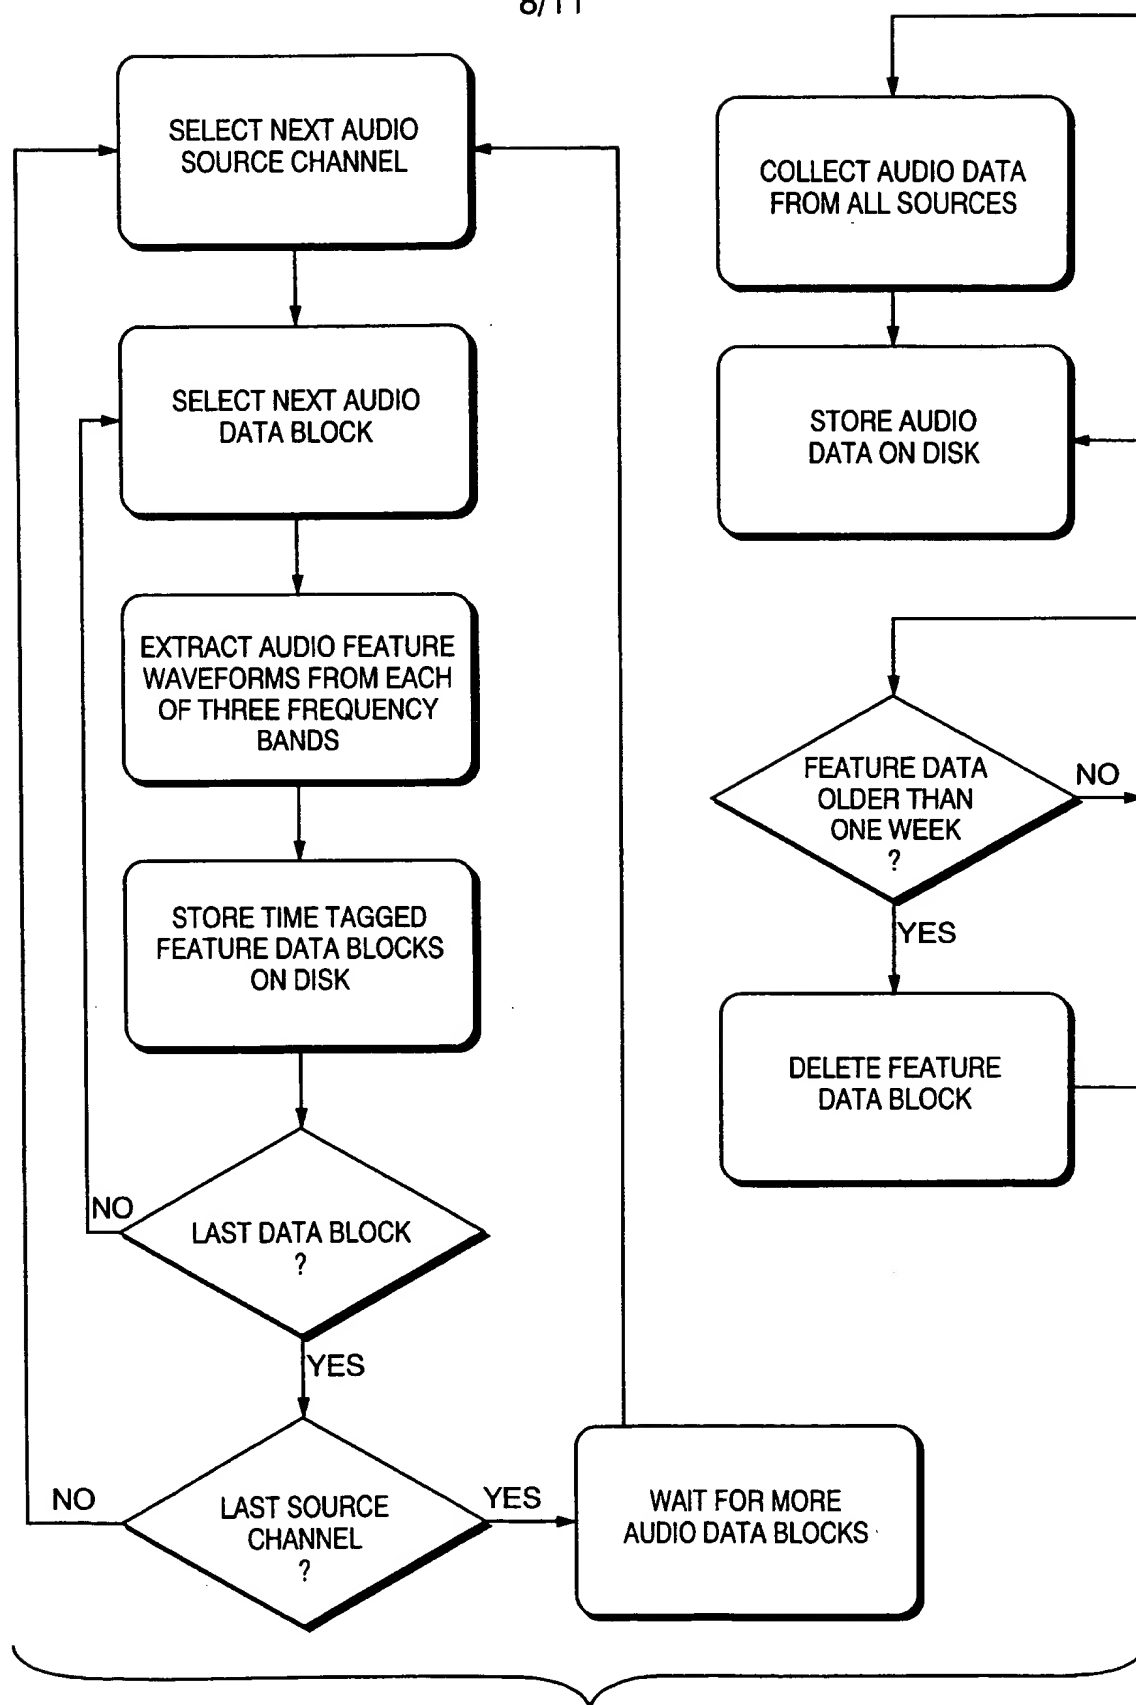 8/11
SELECT NEXT AUDIO
SOURCE CHANNEL
SELECT NEXT AUDIO
DATA BLOCK
EXTRACT AUDIO FEATURE
WAVEFORMS FROM EACH
OF THREE FREQUENCY
BANDS
STORE TIME TAGGED
FEATURE DATA BLOCKS
ON DISK
LAST DATA BLOCK
?
NO
YES
LAST SOURCE
CHANNEL
?
NO
YES
WAIT FOR MORE
AUDIO DATA BLOCKS
COLLECT AUDIO DATA
FROM ALL SOURCES
STORE AUDIO
DATA ON DISK
FEATURE DATA
OLDER THAN
ONE WEEK
?
NO
YES
DELETE FEATURE
DATA BLOCK